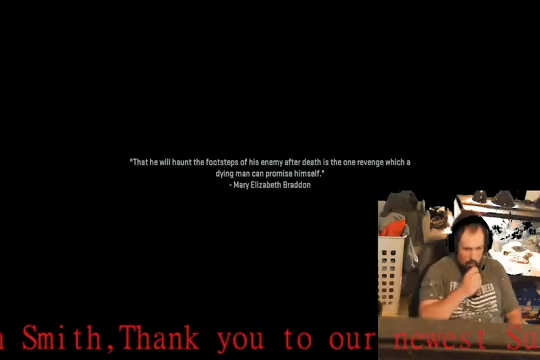 "That he will haunt the footsteps of his enemy after death is the one revenge which a
dying man can promise himself."
- Mary Elizabeth Braddon
Smith,Thank you to our newest